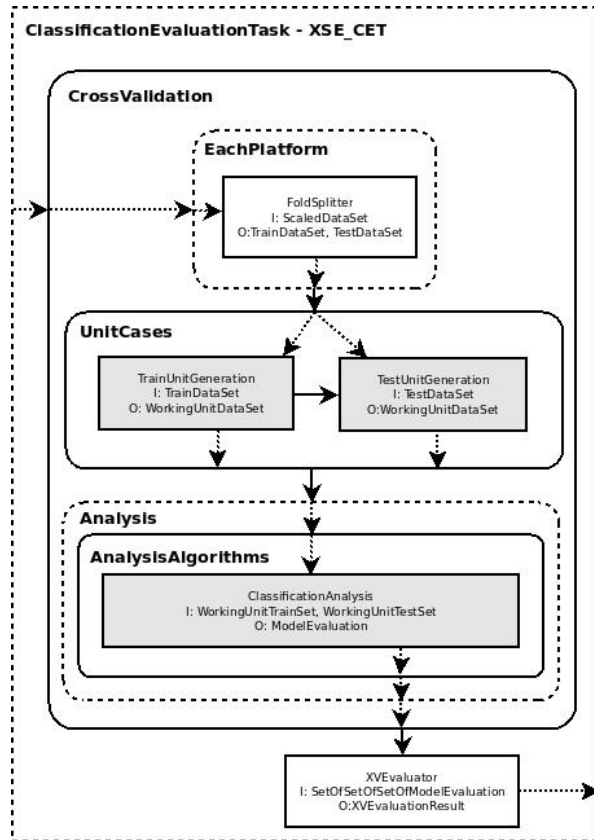 ClassificationEvaluationTask - XSE_CET
CrossValidation
EachPlatform
FoldSplitter
I: ScaledDataSet
O:TrainDataSet, TestDataSet
UnitCases
TrainUnitGeneration
I: TrainDataSet
O: WorkingUnitDataSet
TestUnitGeneration
I: TestDataSet
O:WorkingUnitDataSet
Analysis
AnalysisAlgorithms
ClassificationAnalysis
I: WorkingUnitTrainSet, WorkingUnitTestSet
O: ModelEvaluation
XVEvaluator
I: SetOfSetOfSetOfModelEvaluation
O:XVEvaluationResult